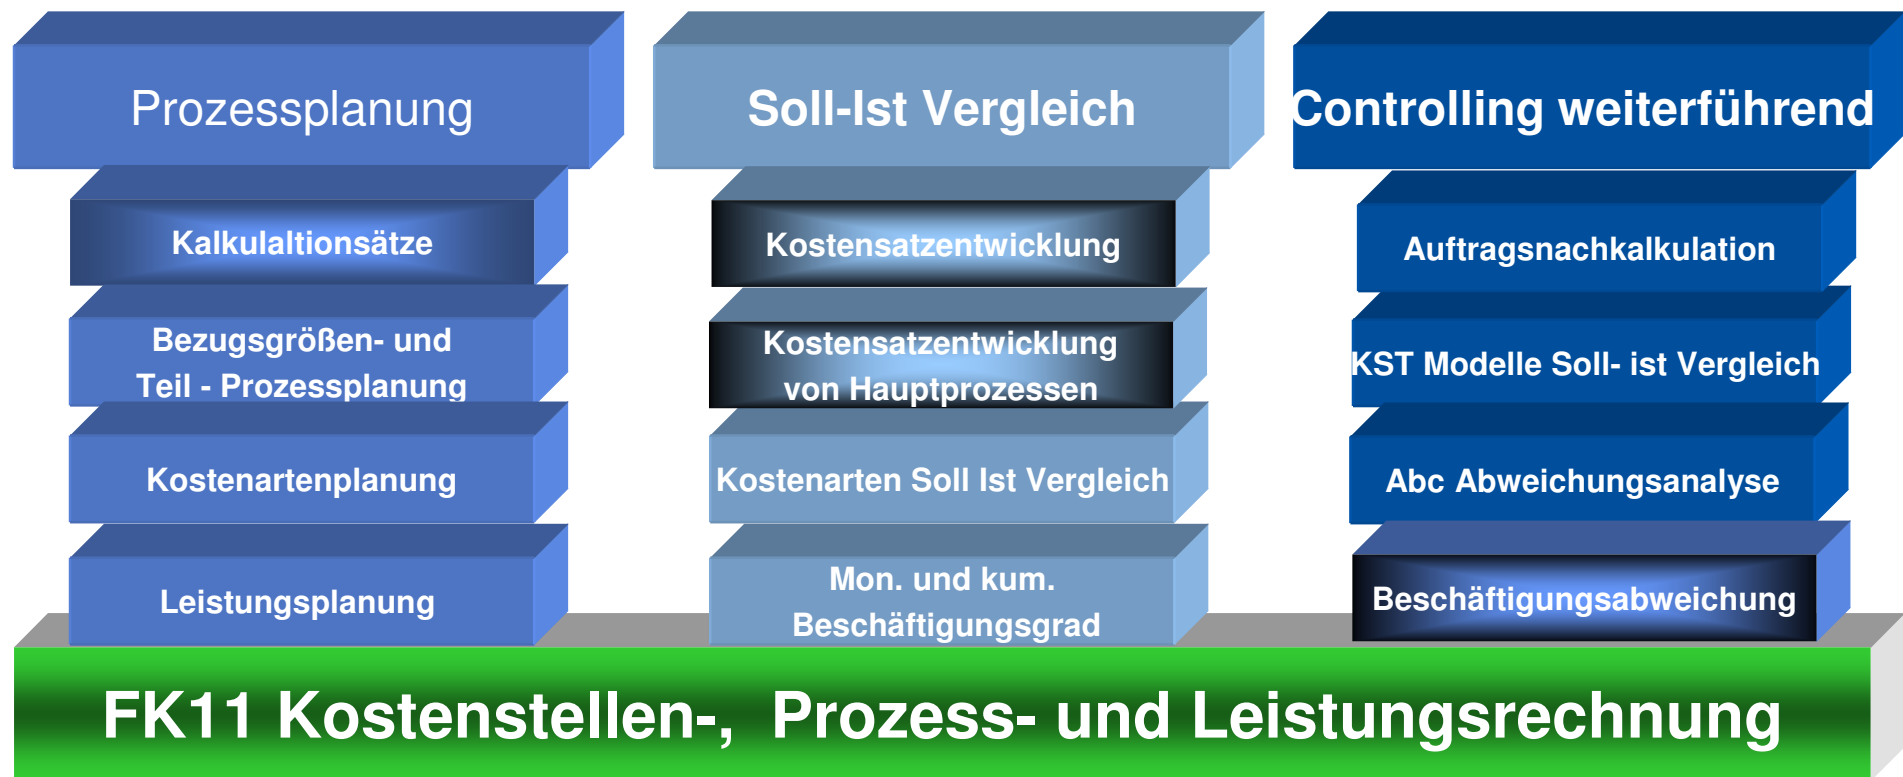 Prozessplanung
Kalkulaltionsätze
Bezugsgrößen- und
Teil - Prozessplanung
Kostenartenplanung
Leistungsplanung
Soll-Ist Vergleich
Kostensatzentwicklung
Kostensatzentwicklung
von Hauptprozessen
Kostenarten Soll Ist Vergleich
Mon. und kum.
Beschäftigungsgrad
Controlling weiterführend
Auftragsnachkalkulation
KST Modelle Soll- ist Vergleich
Abc Abweichungsanalyse
Beschäftigungsabweichung
FK11 Kostenstellen-, Prozess- und Leistungsrechnung